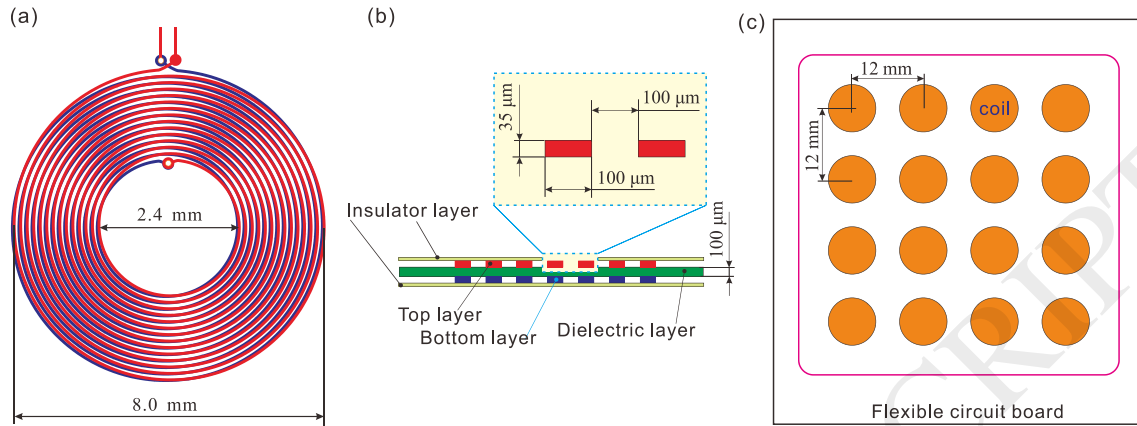 (a)
2.4 mm
8.0 mm
(b)
35 μm
100 μm
100 μm
Insulator layer
100 μm
Top layer
Bottom layer
Dielectric layer
(c)
12 mm
coil
12 mm
Flexible circuit board
CRIPT